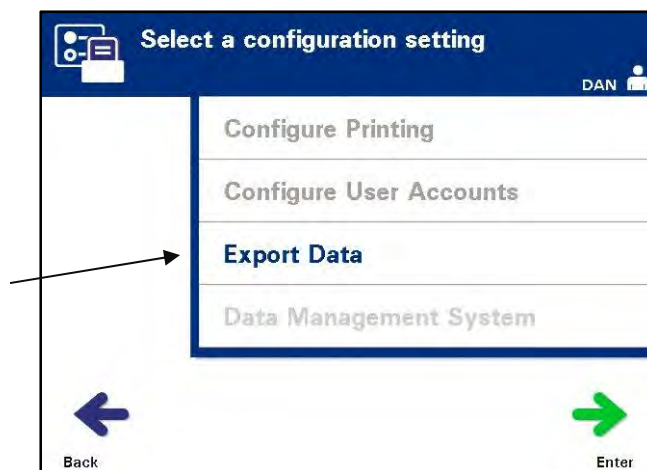 Select a configuration setting
DAN
Configure Printing
Configure User Accounts
Export Data
Data Management System
Back
Enter